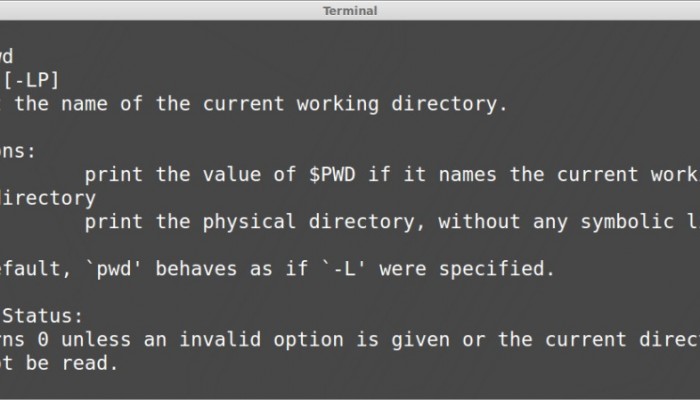 Terminal
wd
[-LP]
the name of the current working directory.
ons:
print the value of $PWD if it names the current work
directory
print the physical directory, without any symbolic l
efault, `pwd' behaves as if `-L' were specified.
Status:
rns 0 unless an invalid option is given or the current direc
ot be read.